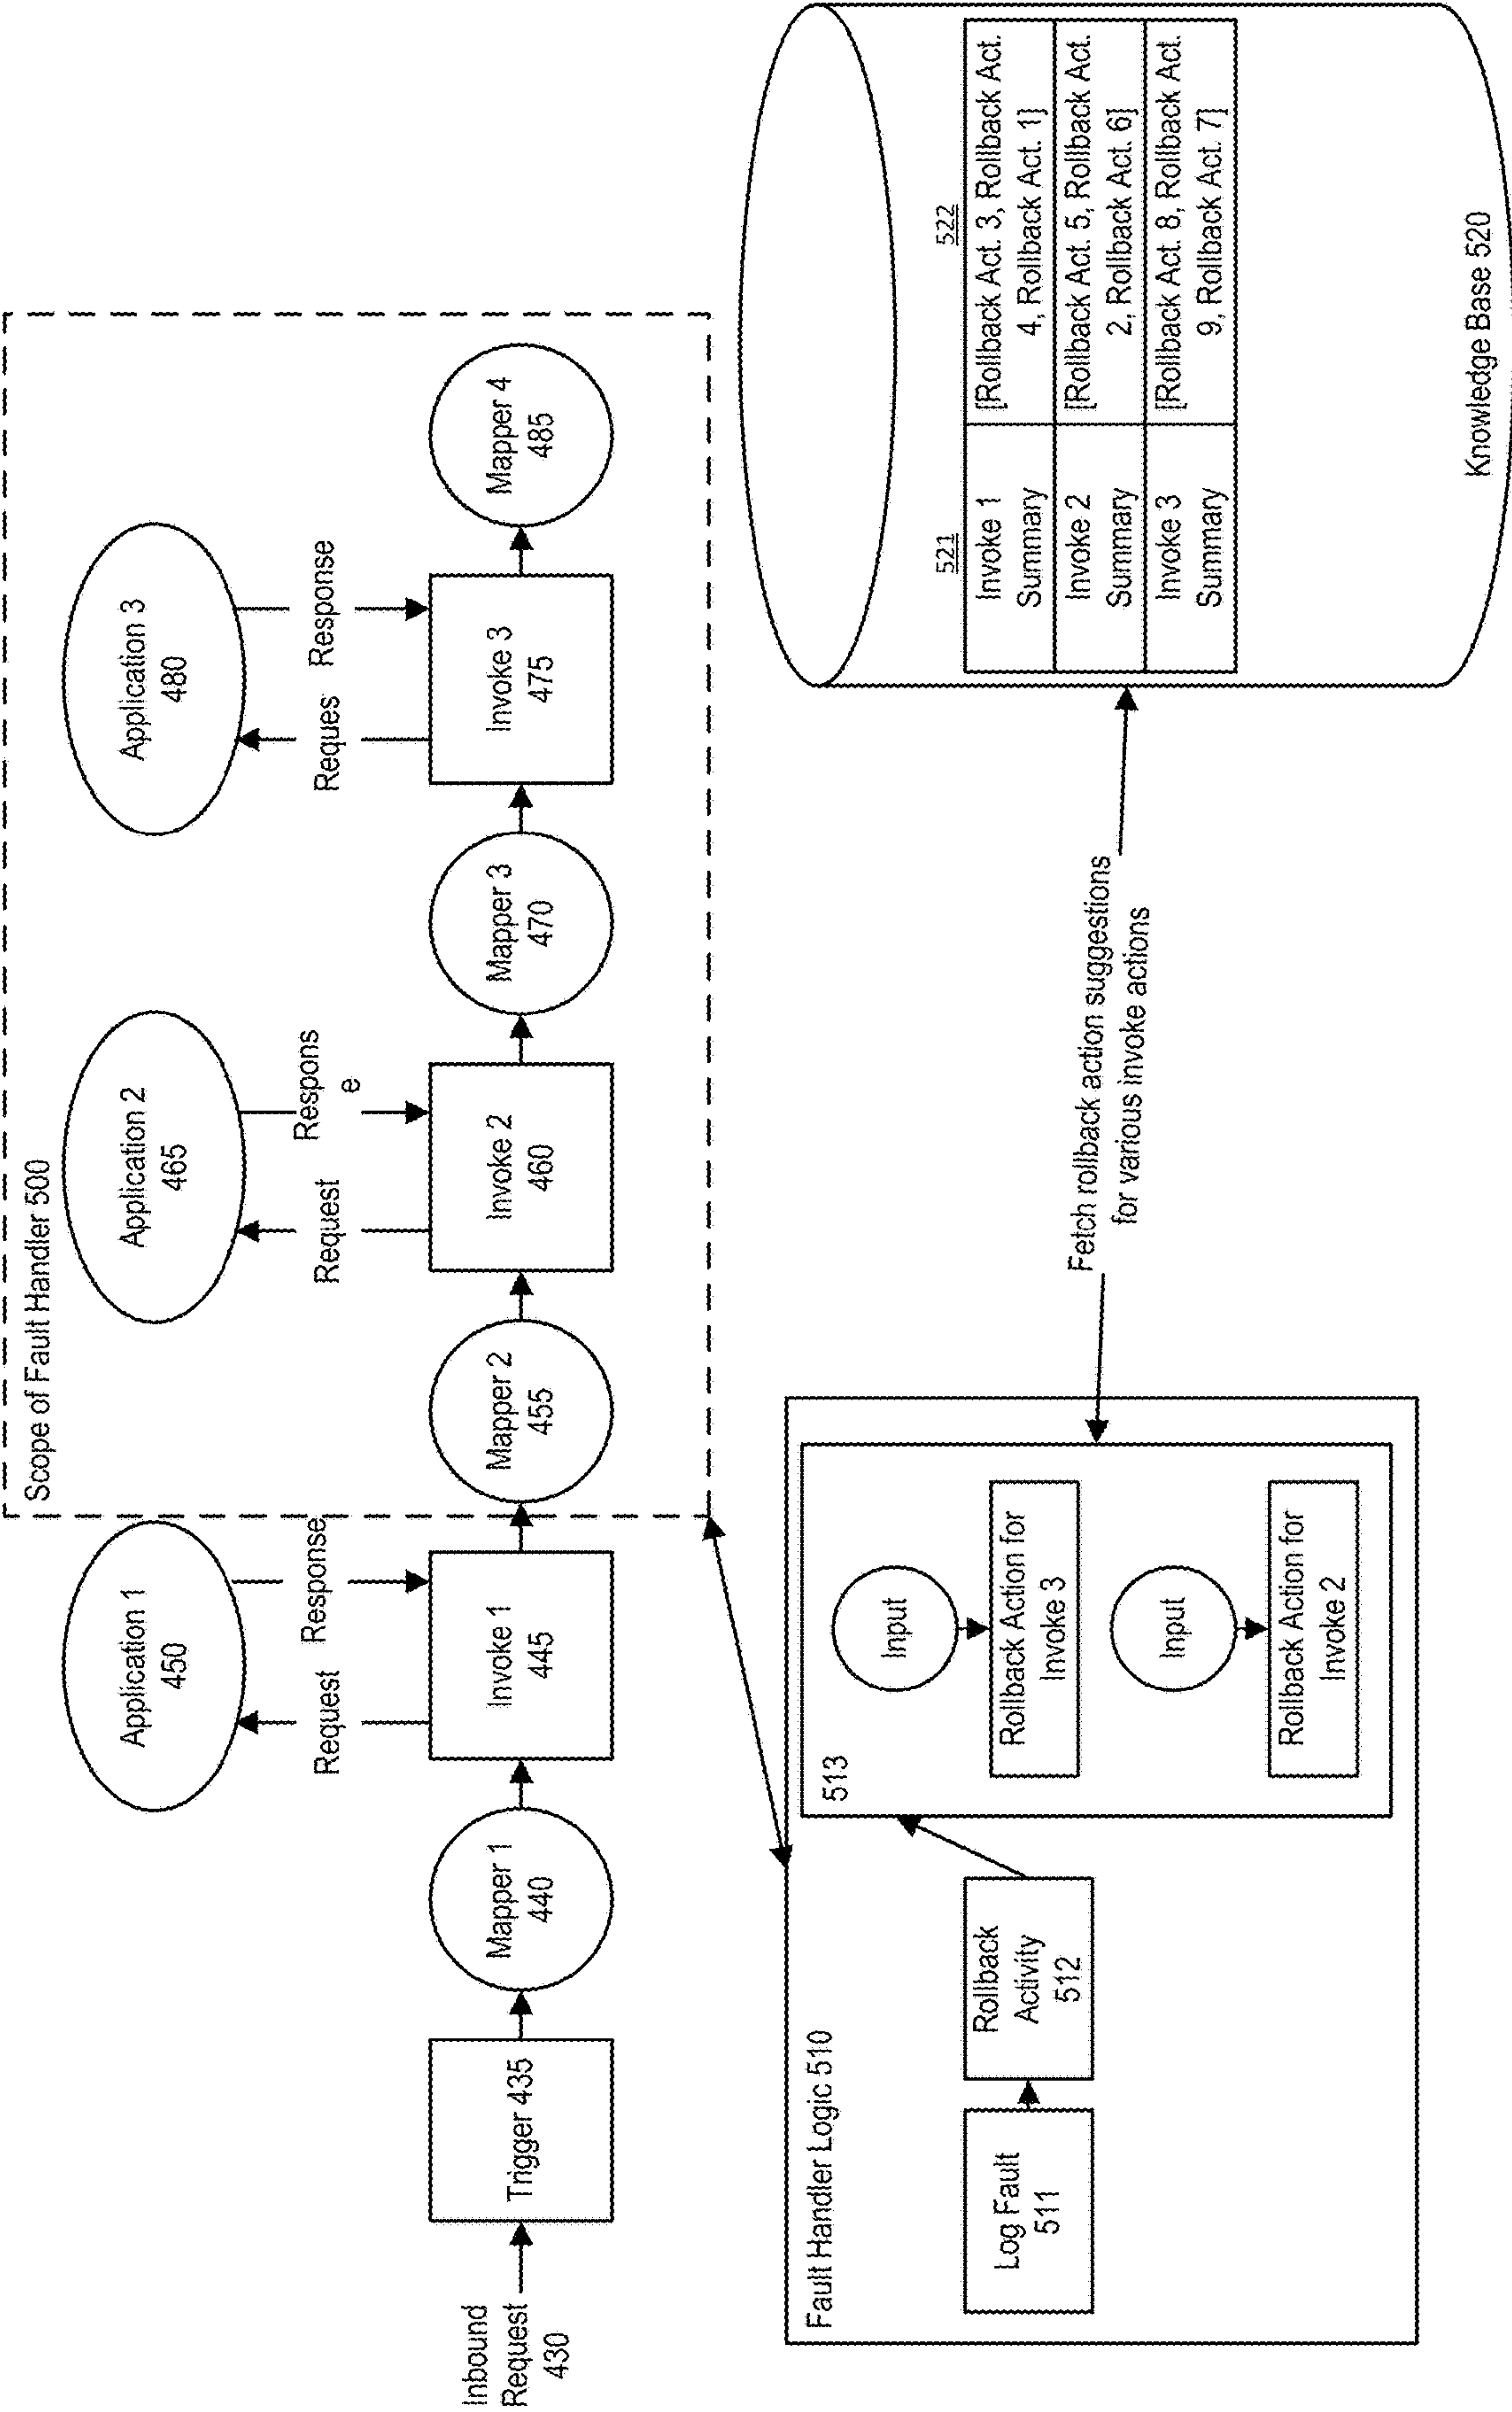 Scope of Fault Handler 500
Application 1
450
Application 2
465
Application 3
480
Request
Response
Request
Respons
e
Reques
Response
Inbound
Request
430
Trigger 435
Mapper 1
440
Invoke 1
445
Mapper 2
455
Invoke 2
460
Mapper 3
470
Invoke 3
475
Mapper 4
485
Fault Handler Logic 510
Log Fault
511
Rollback
Activity
512
513
Input
Rollback Action for
Invoke 3
Input
Rollback Action for
Invoke 2
Fetch rollback action suggestions
for various invoke actions
521
522
Invoke 1
Summary
[Rollback Act. 3, Rollback Act.
4, Rollback Act. 1]
Invoke 2
Summary
[Rollback Act. 5, Rollback Act.
2, Rollback Act. 6]
Invoke 3
Summary
[Rollback Act. 8, Rollback Act.
9, Rollback Act. 7]
Knowledge Base 520